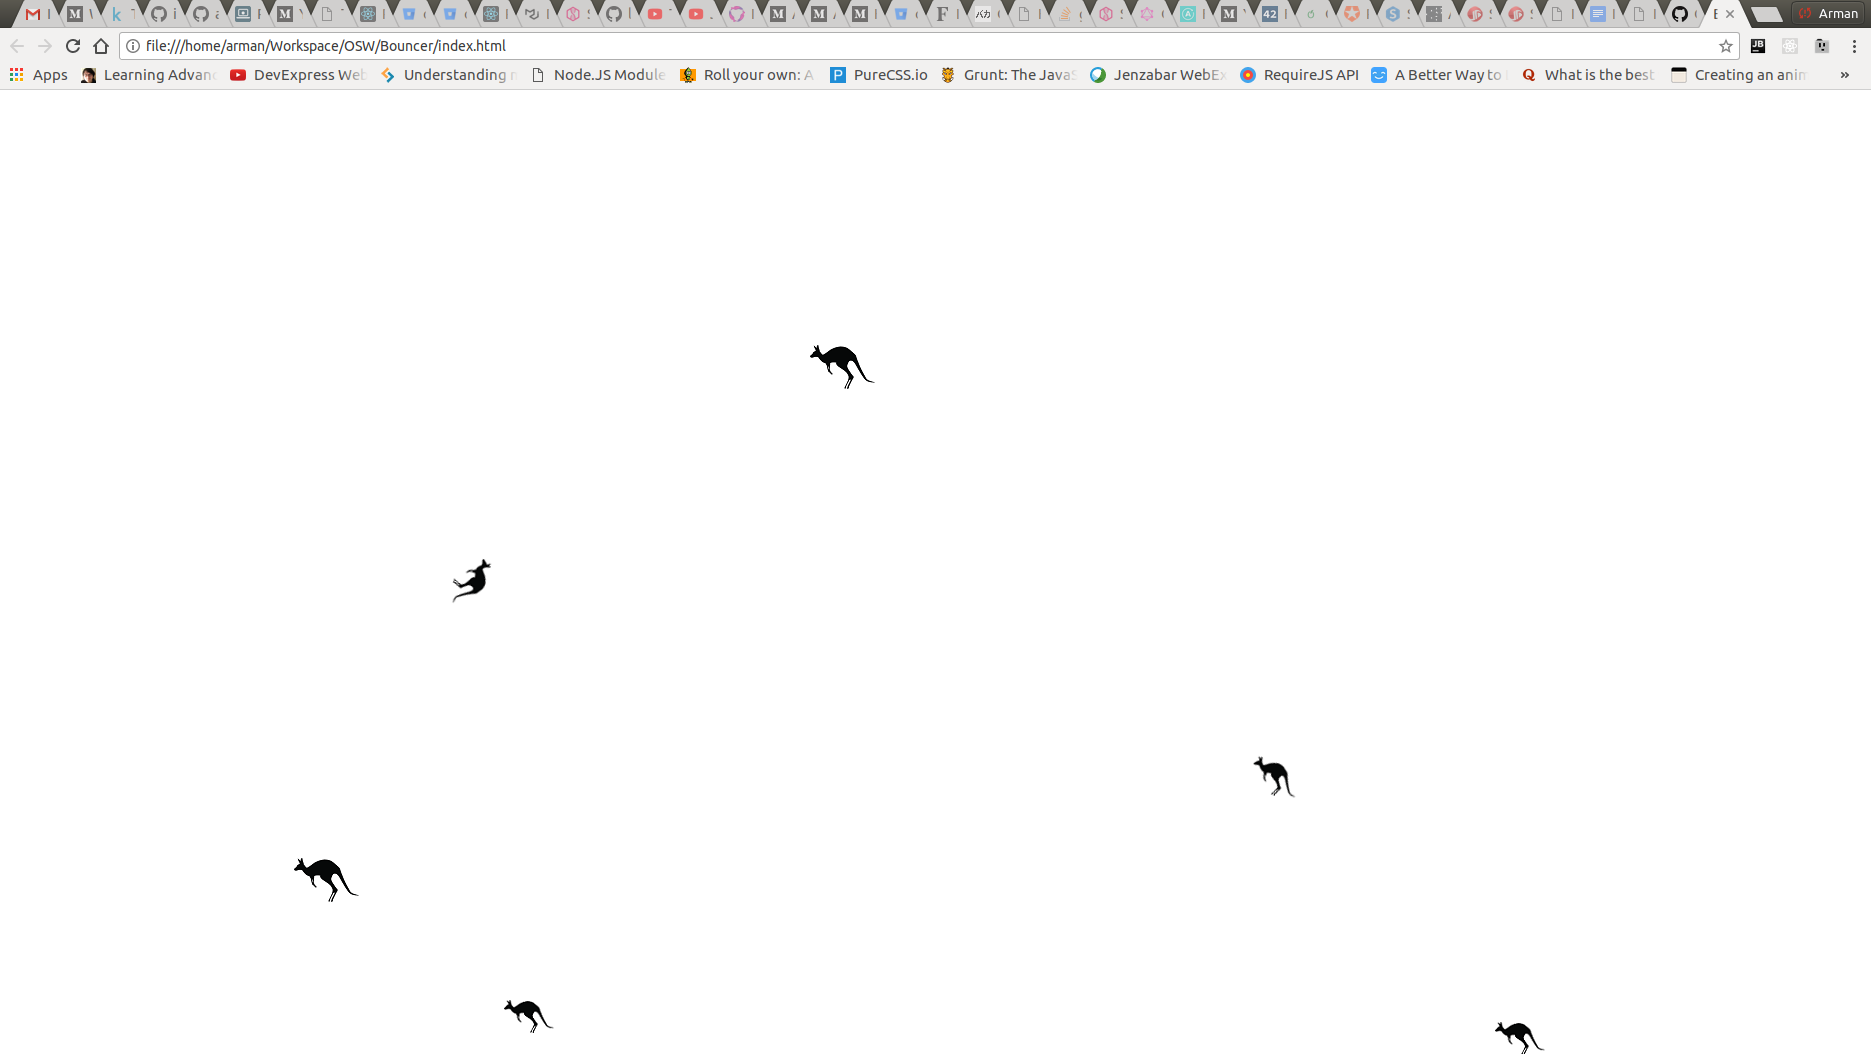 Arman
file:///home/arman/Workspace/OSW/Bouncer/index.html
Apps Learning Advan DevExpress Web Understanding Node.JS Module Roll your own: A PureCSS.io Grunt: The Java Jenzabar WebEx RequireJS API A Better Way to What is the best Creating an anim »